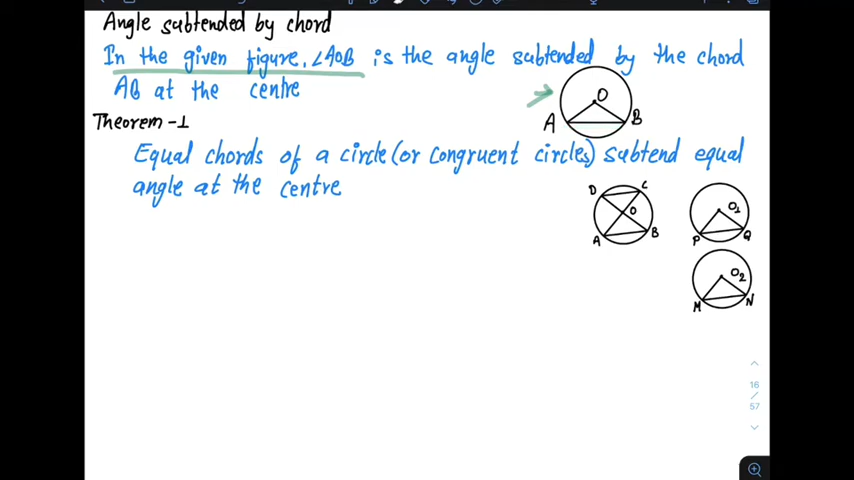 Angle subtended by chord
In the given figure, ∠AOB is the angle subtended by the chord
AB at the centre
O
A
B
Theorem-1
Equal chords of a circle (or congruent circles) subtend equal
angle at the centre
D
C
O
A
B
O1
P
Q
O2
M
N
16
/
57